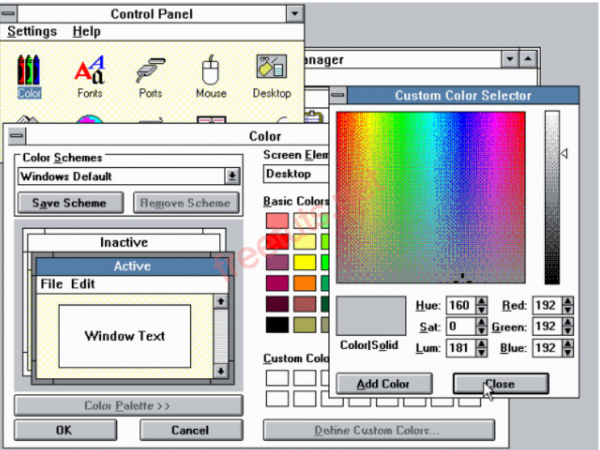 Control Panel
Settings Help
Color Fonts Ports Mouse Desktop
anager
Custom Color Selector
Color
Color Schemes
Windows Default
Save Scheme Remove Scheme
Screen Elem
Desktop
Basic Colors
Inactive
Active
File Edit
Window Text
Color Palette >>
OK Cancel
Custom Colo
Define Custom Colors...
Hue: 160 Red: 192
Sat: 0 Green: 192
Lum: 181 Blue: 192
Color|Solid
Add Color Close